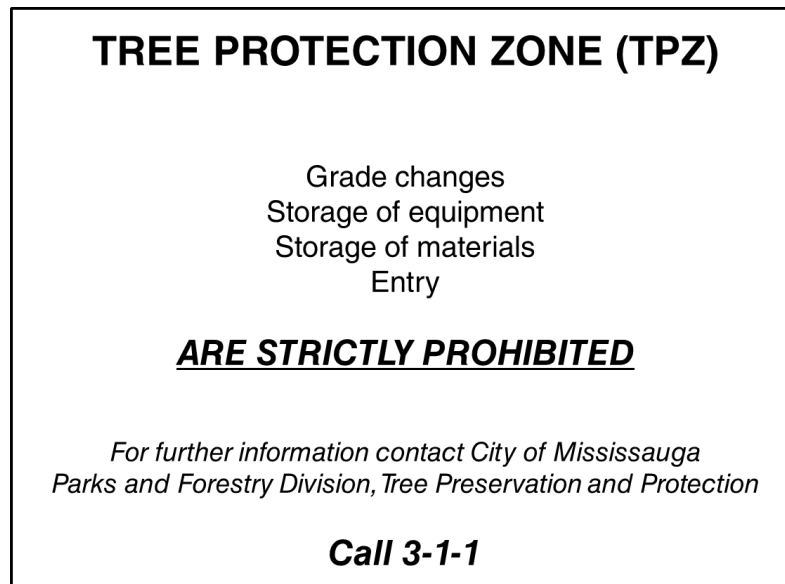 TREE PROTECTION ZONE (TPZ)
Grade changes
Storage of equipment
Storage of materials
Entry
ARE STRICTLY PROHIBITED
For further information contact City of Mississauga
Parks and Forestry Division, Tree Preservation and Protection
Call 3-1-1